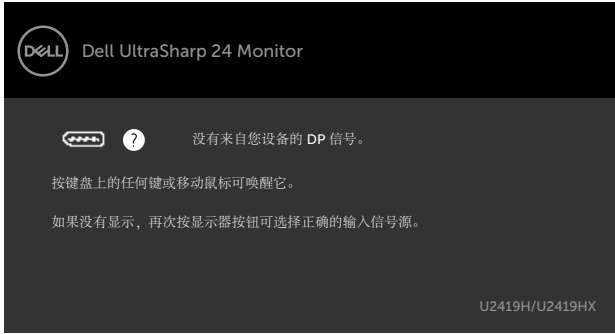 DELL
Dell UltraSharp 24 Monitor
? 没有来自您设备的 DP 信号。
按键盘上的任何键或移动鼠标可唤醒它。
如果没有显示，再次按显示器按钮可选择正确的输入信号源。
U2419H/U2419HX